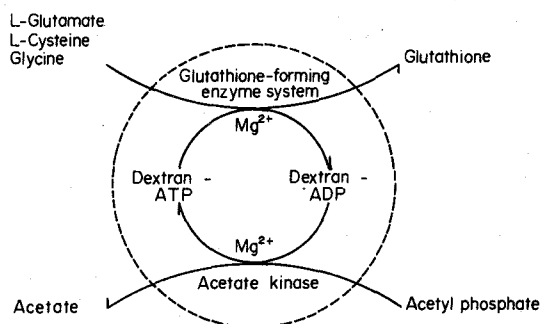 L-Glutamate
L-Cysteine
Glycine
Glutathione
Glutathione-forming
enzyme system
Mg2+
Dextran -
ATP
Dextran -
ADP
Mg2+
Acetate kinase
Acetate
Acetyl phosphate